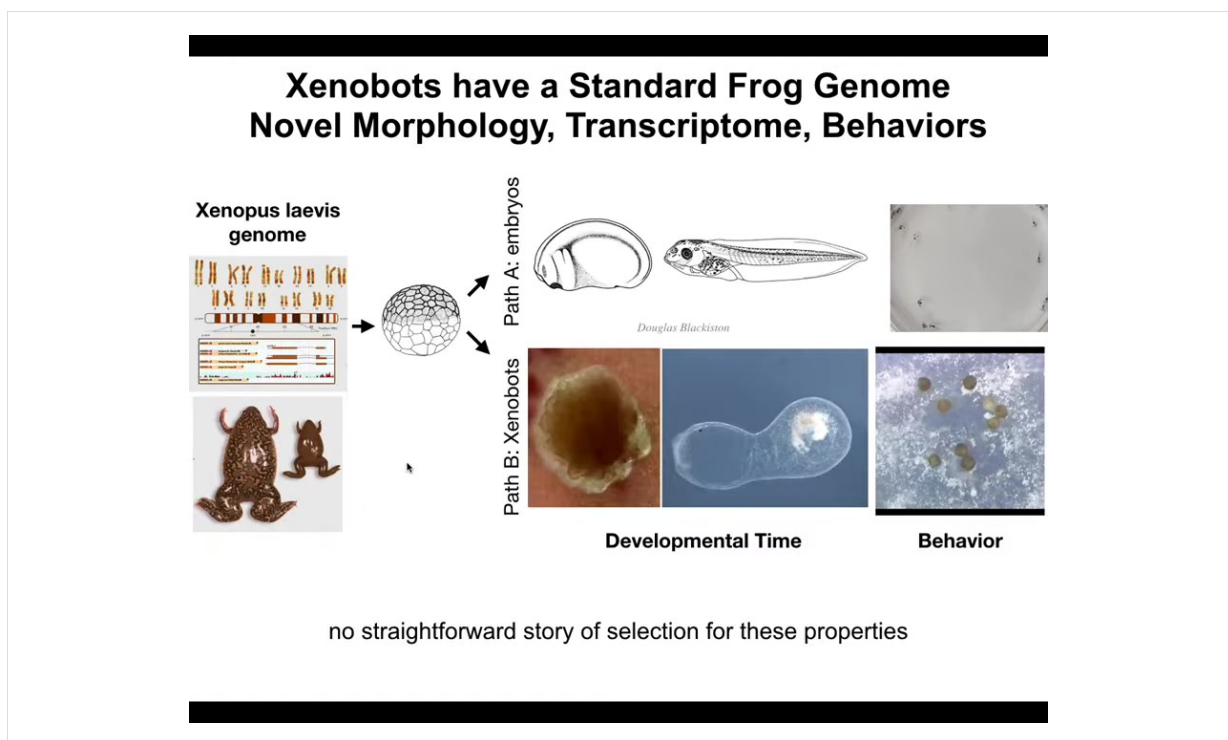 Xenobots have a Standard Frog Genome
Novel Morphology, Transcriptome, Behaviors
Xenopus laevis
genome
Path A: embryos
Douglas Blackiston
Path B: Xenobots
Developmental Time
Behavior
no straightforward story of selection for these properties